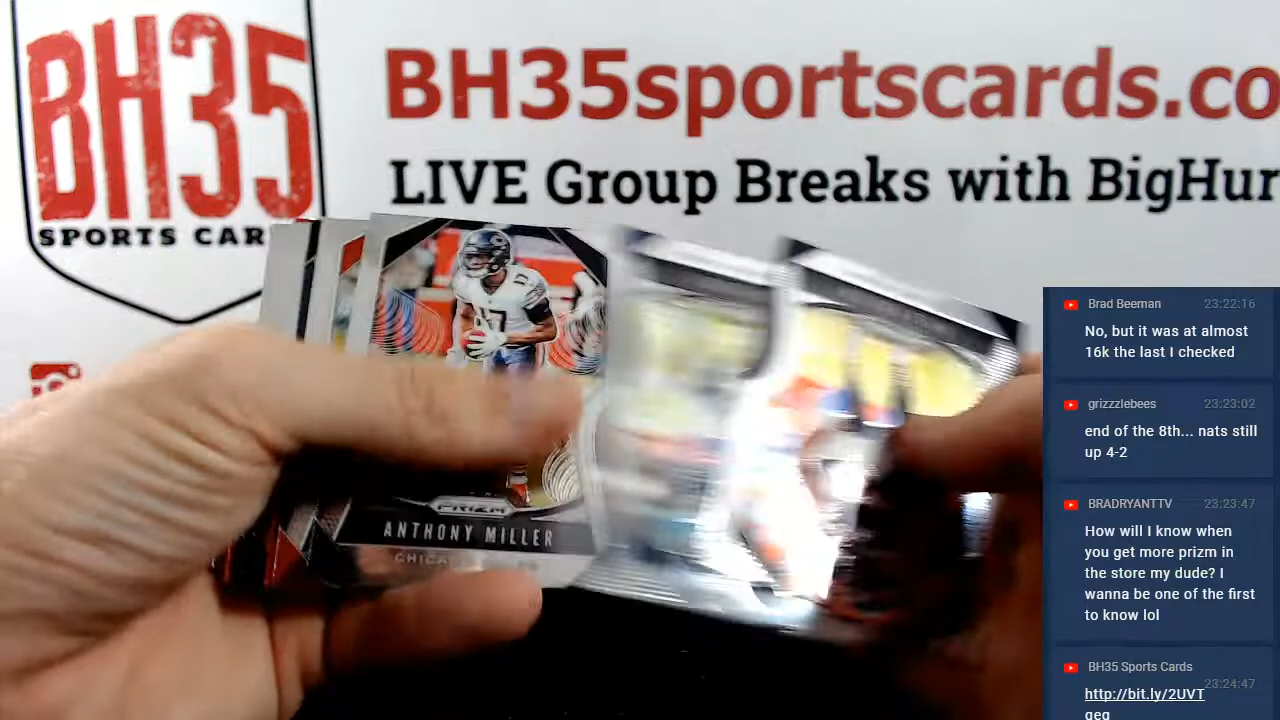 BH35
SPORTS CAR
BH35sportscards.co
LIVE Group Breaks with BigHur
17
PRIZM
ANTHONY MILLER
Brad Beeman 23:22:16
No, but it was at almost
16k the last I checked
grizzzlebees 23:23:02
end of the 8th... nats still
up 4-2
BRADRYANTTV 23:23:47
How will I know when
you get more prizm in
the store my dude? I
wanna be one of the first
to know lol
BH35 Sports Cards
23:24:47
http://bit.ly/2UVT
geg